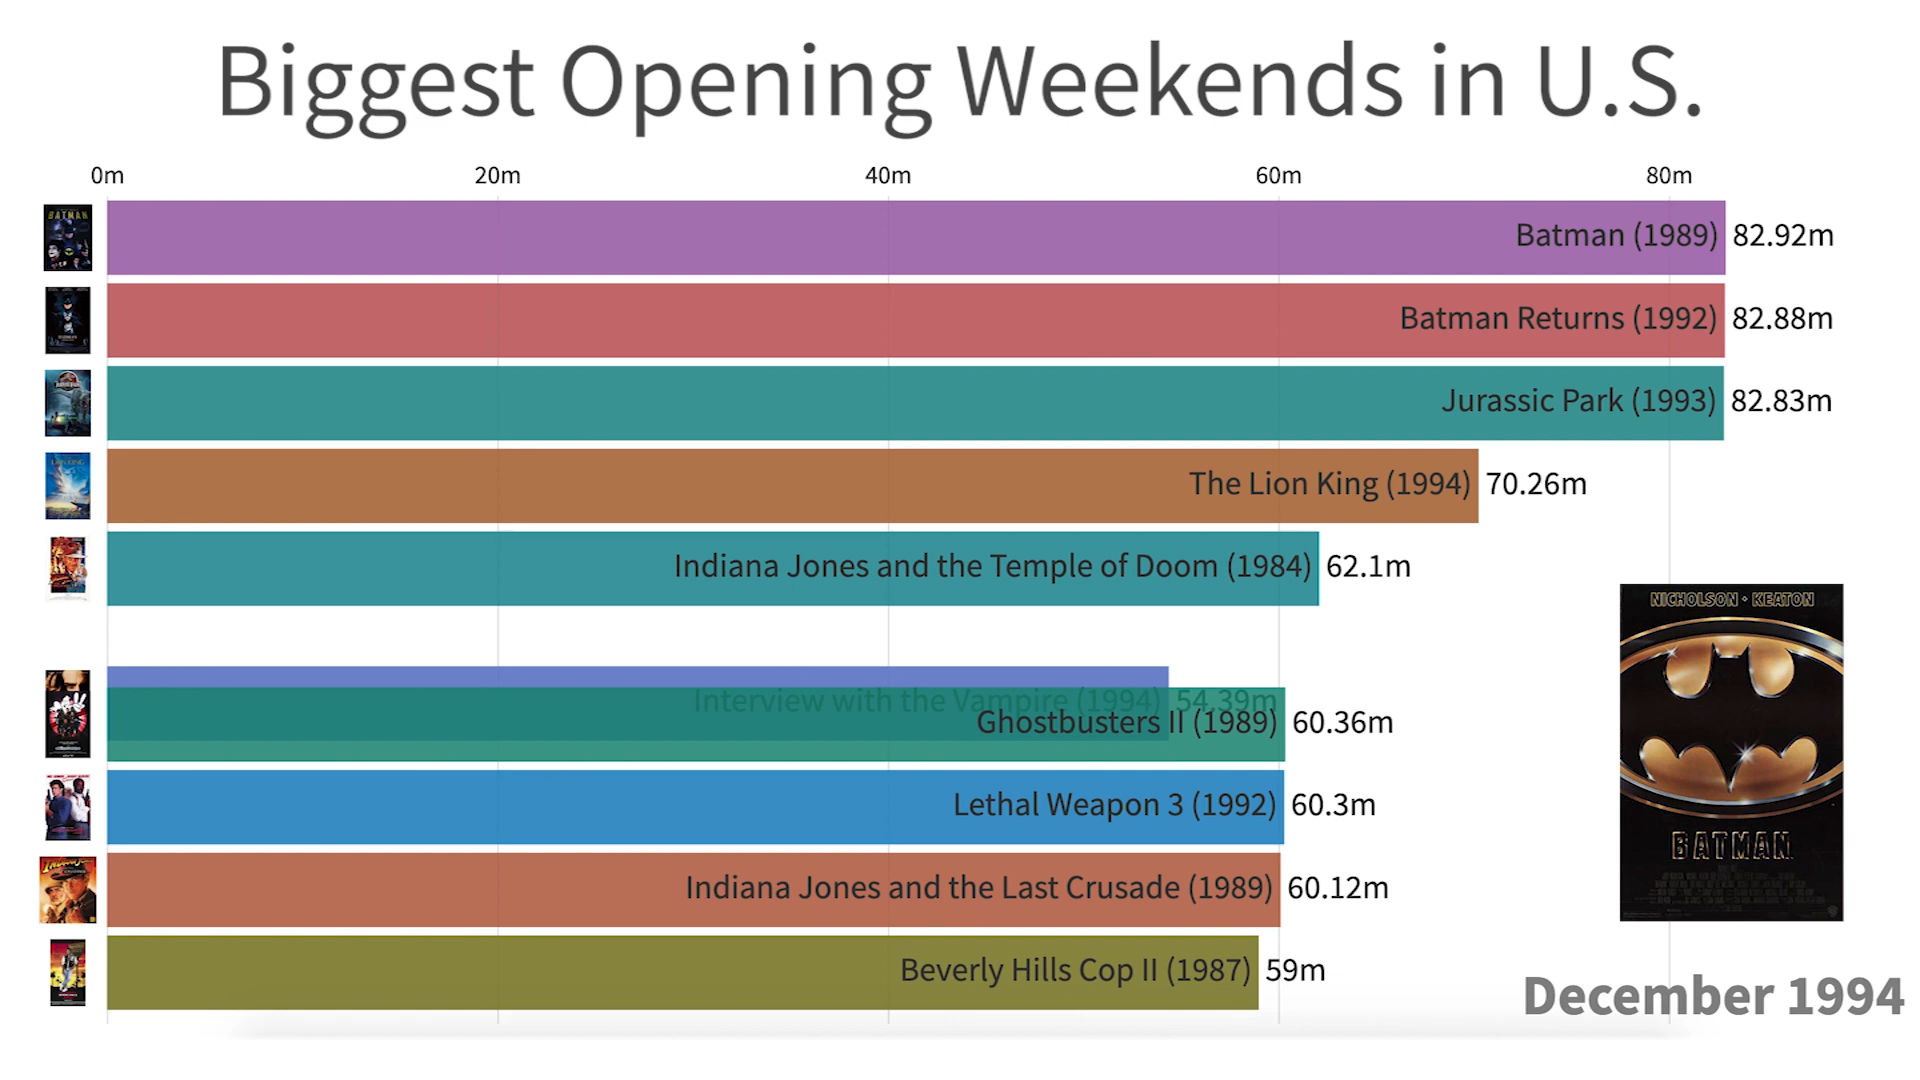 Biggest Opening Weekends in U.S.
0m 20m 40m 60m 80m
BATMAN
Batman (1989) 82.92m
Batman Returns (1992) 82.88m
Jurassic Park (1993) 82.83m
The Lion King (1994) 70.26m
Indiana Jones and the Temple of Doom (1984) 62.1m
Interview with the Vampire (1994) 54.39m
Ghostbusters II (1989) 60.36m
Lethal Weapon 3 (1992) 60.3m
Indiana Jones and the Last Crusade (1989) 60.12m
Beverly Hills Cop II (1987) 59m
NICHOLSON • KEATON
BATMAN
December 1994